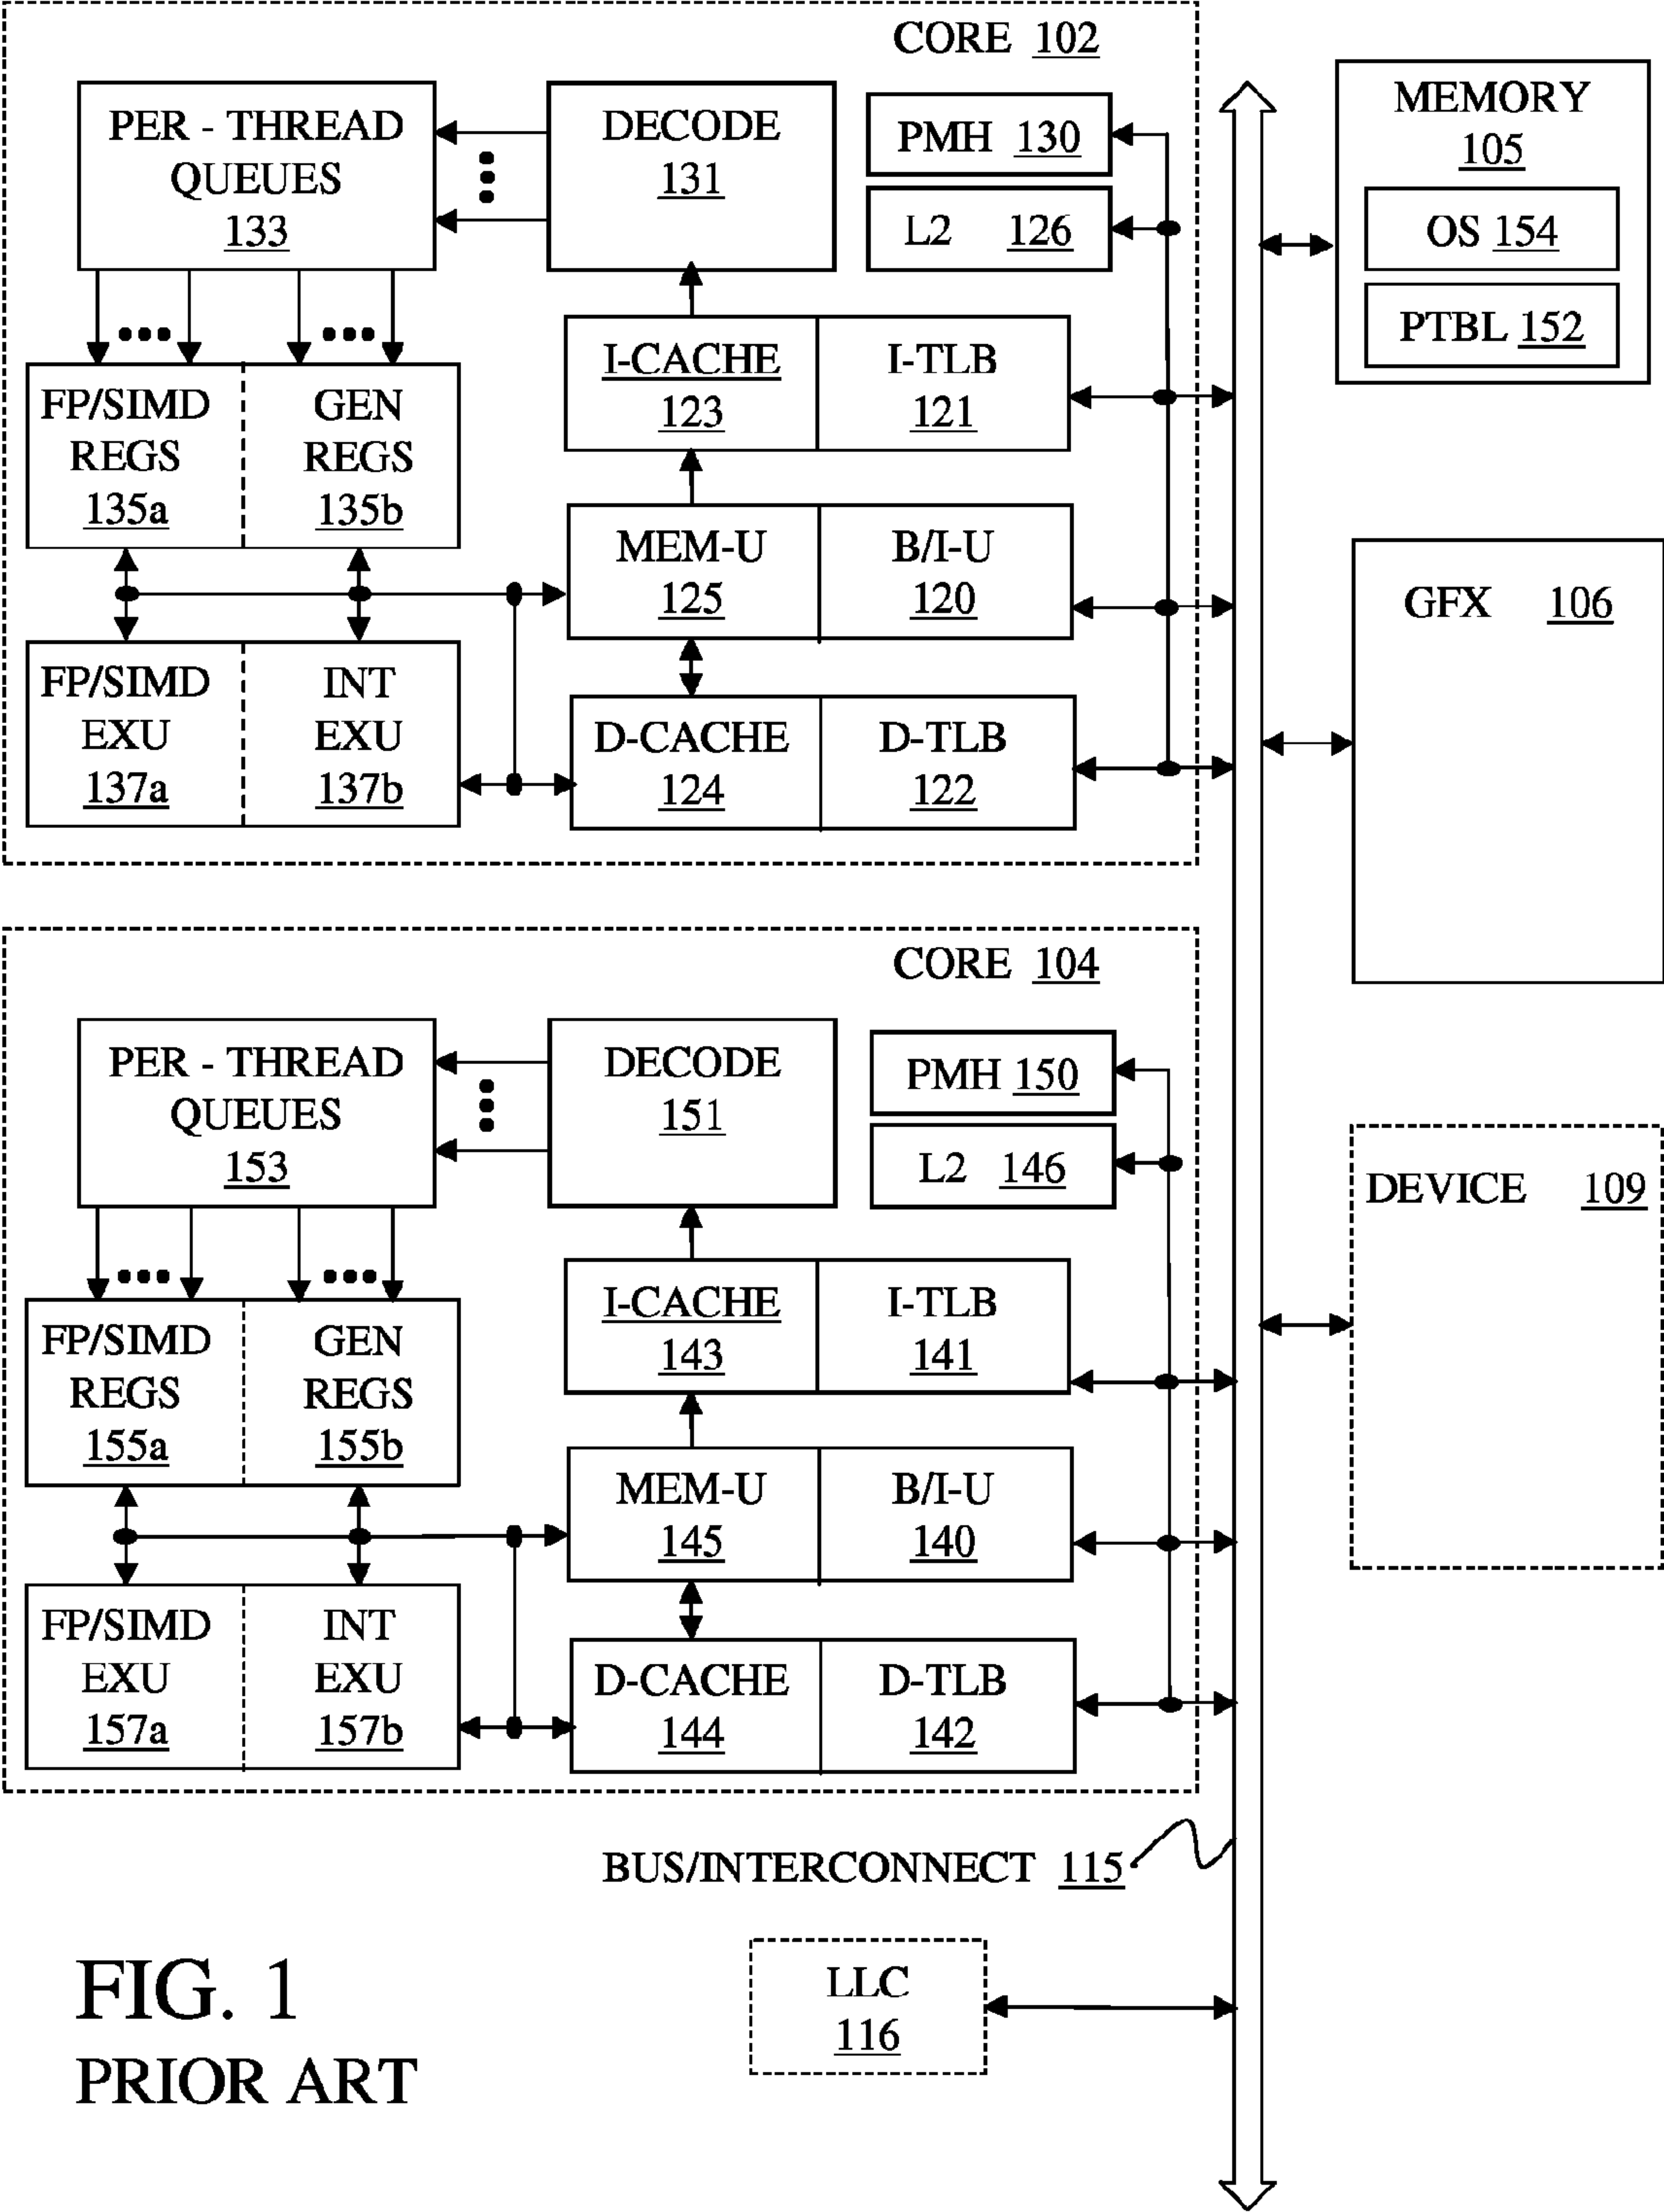 CORE 102
PER - THREAD
QUEUES
133
DECODE
131
PMH 130
L2 126
FP/SIMD
REGS
135a
GEN
REGS
135b
I-CACHE
123
I-TLB
121
MEM-U
125
B/I-U
120
FP/SIMD
EXU
137a
INT
EXU
137b
D-CACHE
124
D-TLB
122
MEMORY
105
OS 154
PTBL 152
GFX 106
CORE 104
PER - THREAD
QUEUES
153
DECODE
151
PMH 150
L2 146
FP/SIMD
REGS
155a
GEN
REGS
155b
I-CACHE
143
I-TLB
141
MEM-U
145
B/I-U
140
FP/SIMD
EXU
157a
INT
EXU
157b
D-CACHE
144
D-TLB
142
DEVICE 109
BUS/INTERCONNECT 115
LLC
116
FIG. 1
PRIOR ART